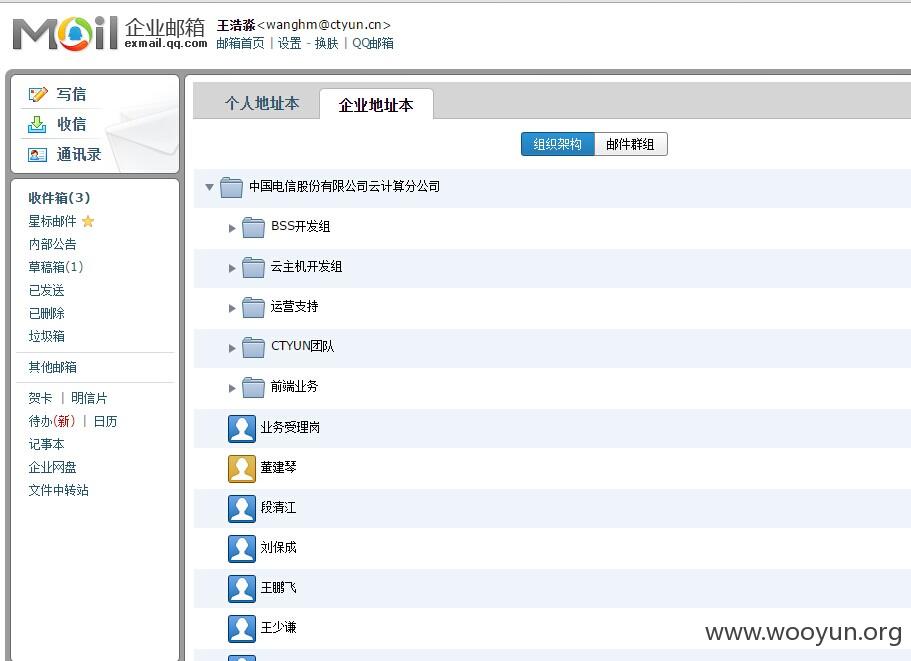 Mail 企业邮箱
exmail.qq.com
王浩淼<wanghm@ctyun.cn>
邮箱首页 | 设置 - 换肤 | QQ邮箱
写信
收信
通讯录
收件箱(3)
星标邮件
内部公告
草稿箱(1)
已发送
已删除
垃圾箱
其他邮箱
贺卡 | 明信片
待办(新) | 日历
记事本
企业网盘
文件中转站
个人地址本 企业地址本
组织架构 邮件群组
中国电信股份有限公司云计算分公司
BSS开发组
云主机开发组
运营支持
CTYUN团队
前端业务
业务受理岗
董建琴
段清江
刘保成
王鹏飞
王少谦
www.wooyun.org